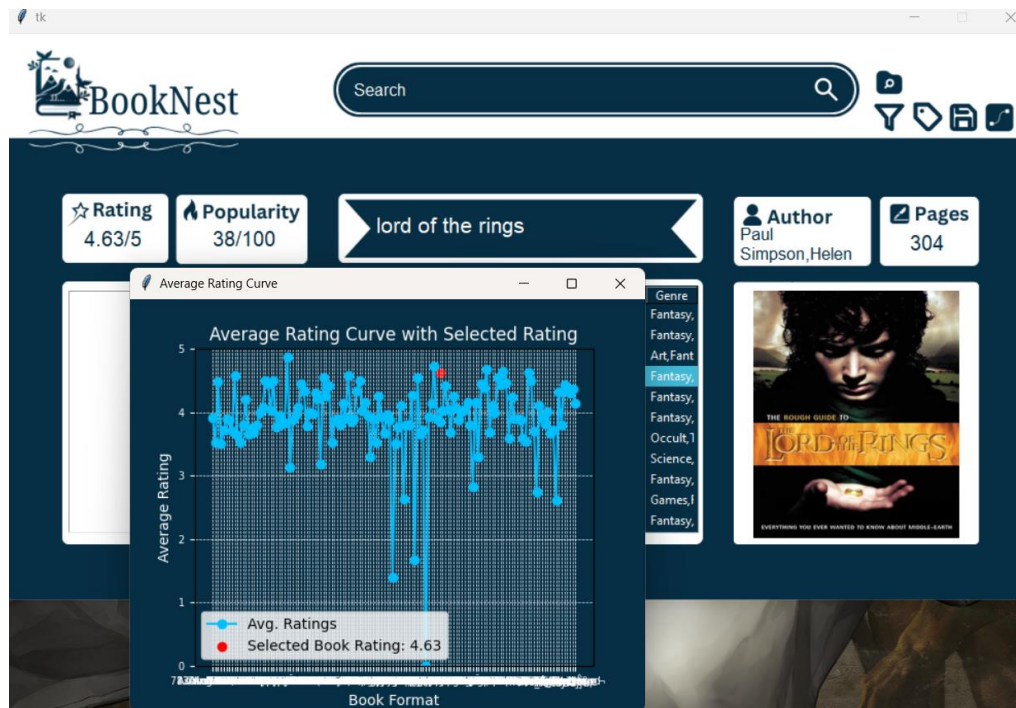 tk
BookNest
Search
Rating
4.63/5
Popularity
38/100
lord of the rings
Author
Paul
Simpson,Helen
Pages
304
Average Rating Curve
Average Rating Curve with Selected Rating
5
4
3
2
1
0
Average Rating
Avg. Ratings
Selected Book Rating: 4.63
Book Format
Genre
Fantasy,
Fantasy,
Art,Fant
Fantasy,
Fantasy,
Fantasy,
Occult,
Science,
Fantasy,
Games,
Fantasy,
THE ROUGH GUIDE TO
THE
LORD OF THE RINGS
EVERYTHING YOU EVER WANTED TO KNOW ABOUT MIDDLE-EARTH